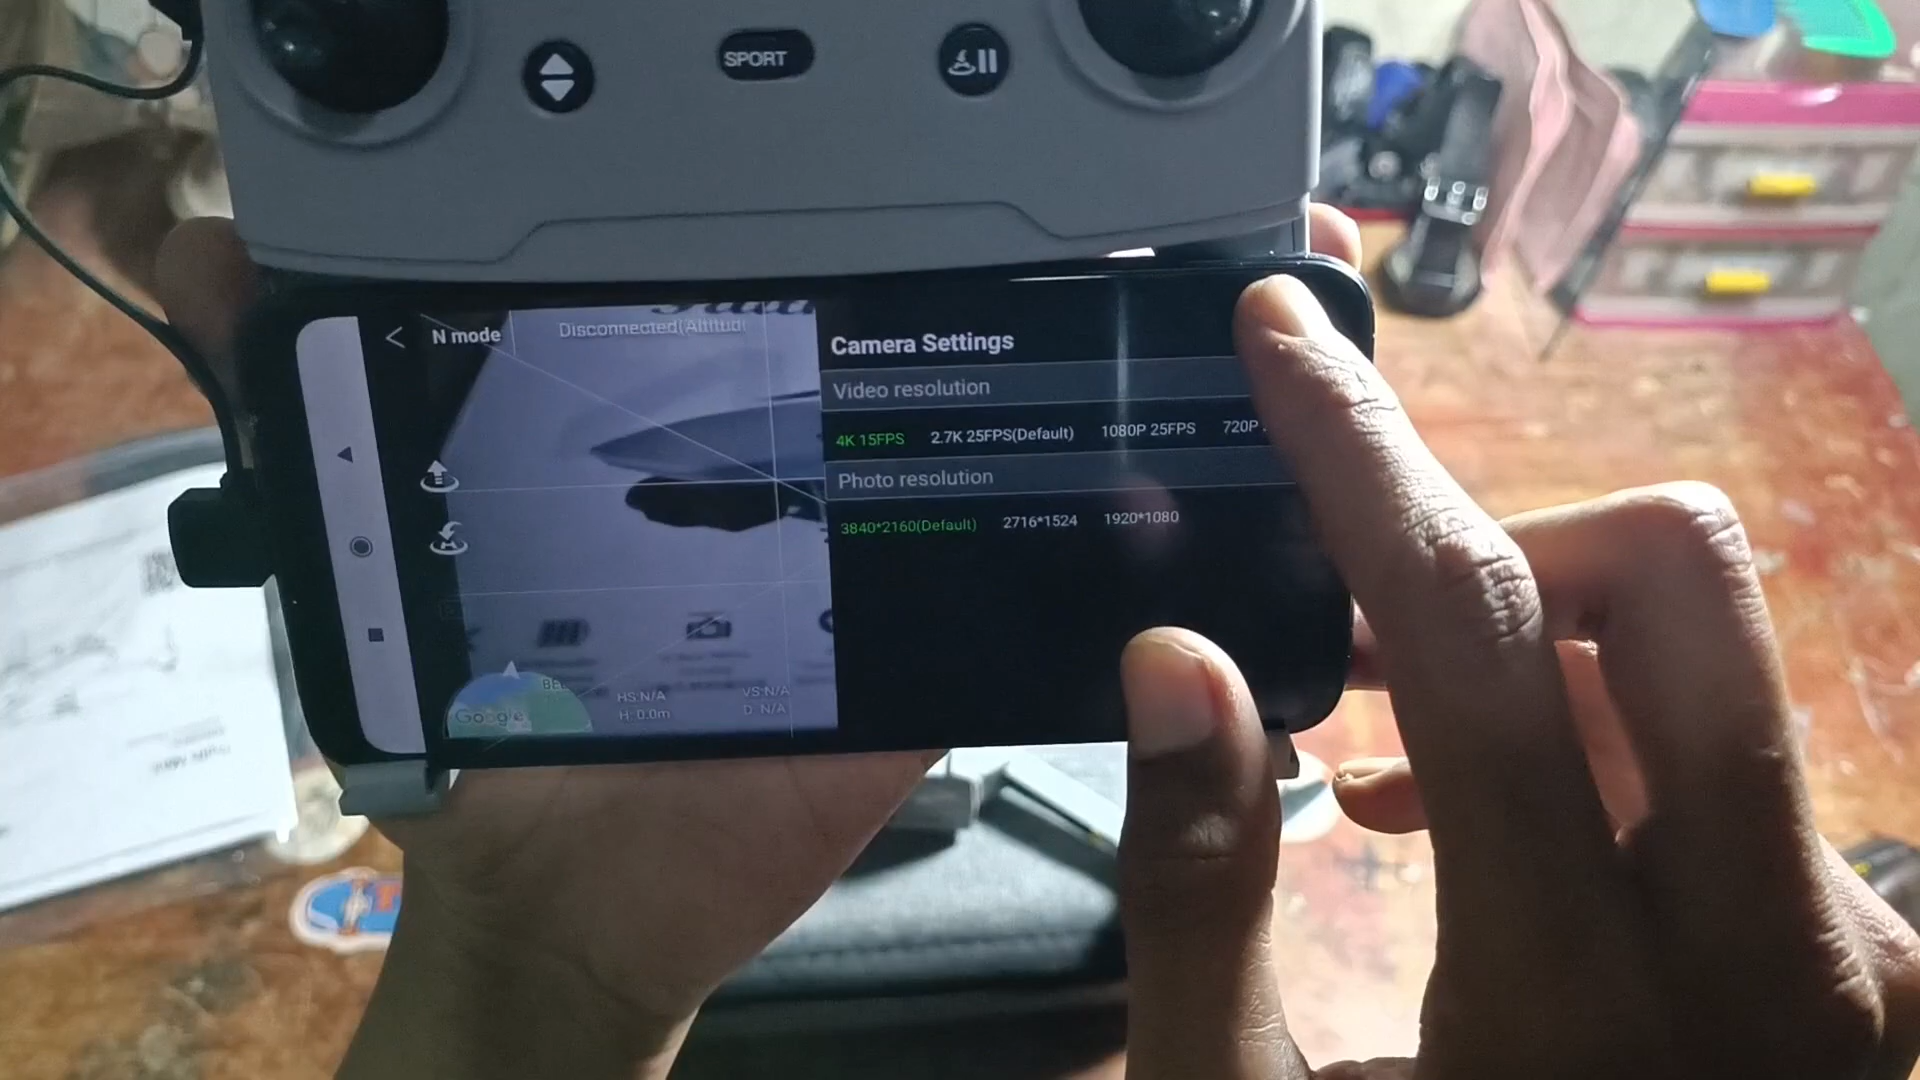 SPORT
N mode
Disconnected(Altitud
Camera Settings
Video resolution
4K 15FPS 2.7K 25FPS(Default) 1080P 25FPS 720P
Photo resolution
3840*2160(Default) 2716*1524 1920*1080
HS:N/A VS:N/A
H: 0.0m D: N/A
Google